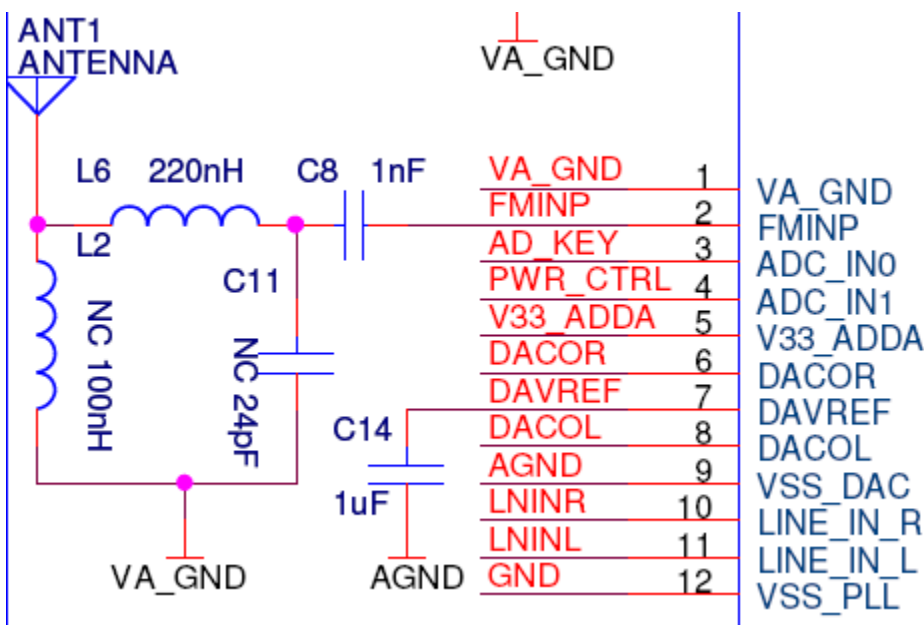 ANT1
ANTENNA
VA_GND
L6 220nH C8 1nF
L2
NC 100nH
C11
NC 24pF
C14
1uF
VA_GND
AGND
VA_GND 1 VA_GND
FMINP 2 FMINP
AD_KEY 3 ADC_IN0
PWR_CTRL 4 ADC_IN1
V33_ADDA 5 V33_ADDA
DACOR 6 DACOR
DAVREF 7 DAVREF
DACOL 8 DACOL
AGND 9 VSS_DAC
LNINR 10 LINE_IN_R
LNINL 11 LINE_IN_L
GND 12 VSS_PLL